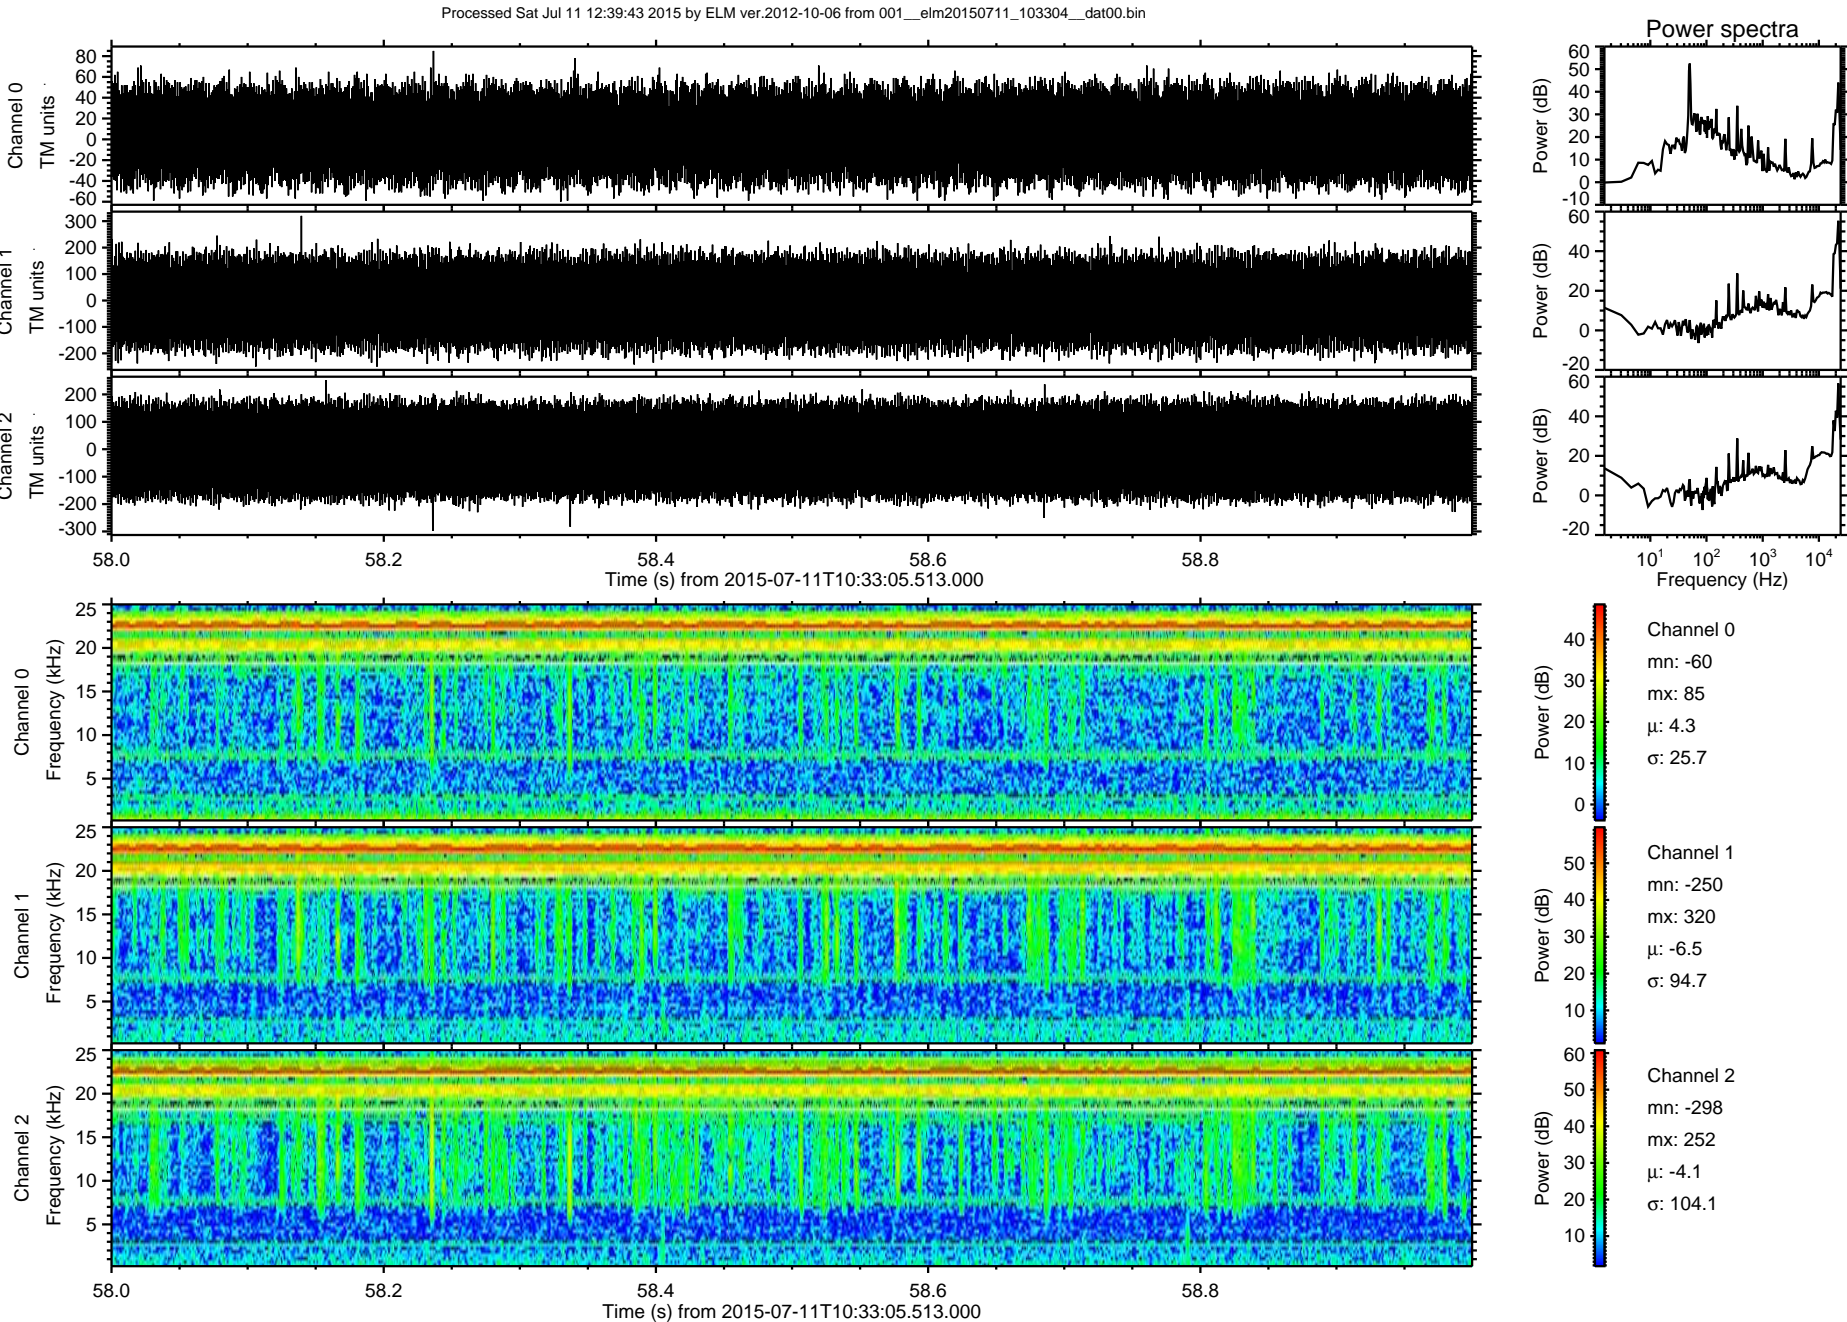 Processed Sat Jul 11 12:39:43 2015 by ELM ver.2012-10-06 from 001__elm20150711_103304__dat00.bin
Power spectra
Channel 0
TM units
80
60
40
20
0
-20
-40
-60
Power (dB)
60
50
40
30
20
10
0
-10
Channel 1
TM units
300
200
100
0
-100
-200
Power (dB)
60
40
20
0
-20
Channel 2
TM units
200
100
0
-100
-200
-300
Power (dB)
60
40
20
0
-20
58.0 58.2 58.4 58.6 58.8
Time (s) from 2015-07-11T10:33:05.513.000
10^1 10^2 10^3 10^4
Frequency (Hz)
Channel 0
Frequency (kHz)
25
20
15
10
5
Power (dB)
40
30
20
10
0
Channel 0
mn: -60
mx: 85
μ: 4.3
σ: 25.7
Channel 1
Frequency (kHz)
25
20
15
10
5
Power (dB)
50
40
30
20
10
Channel 1
mn: -250
mx: 320
μ: -6.5
σ: 94.7
Channel 2
Frequency (kHz)
25
20
15
10
5
Power (dB)
60
50
40
30
20
10
Channel 2
mn: -298
mx: 252
μ: -4.1
σ: 104.1
58.0 58.2 58.4 58.6 58.8
Time (s) from 2015-07-11T10:33:05.513.000